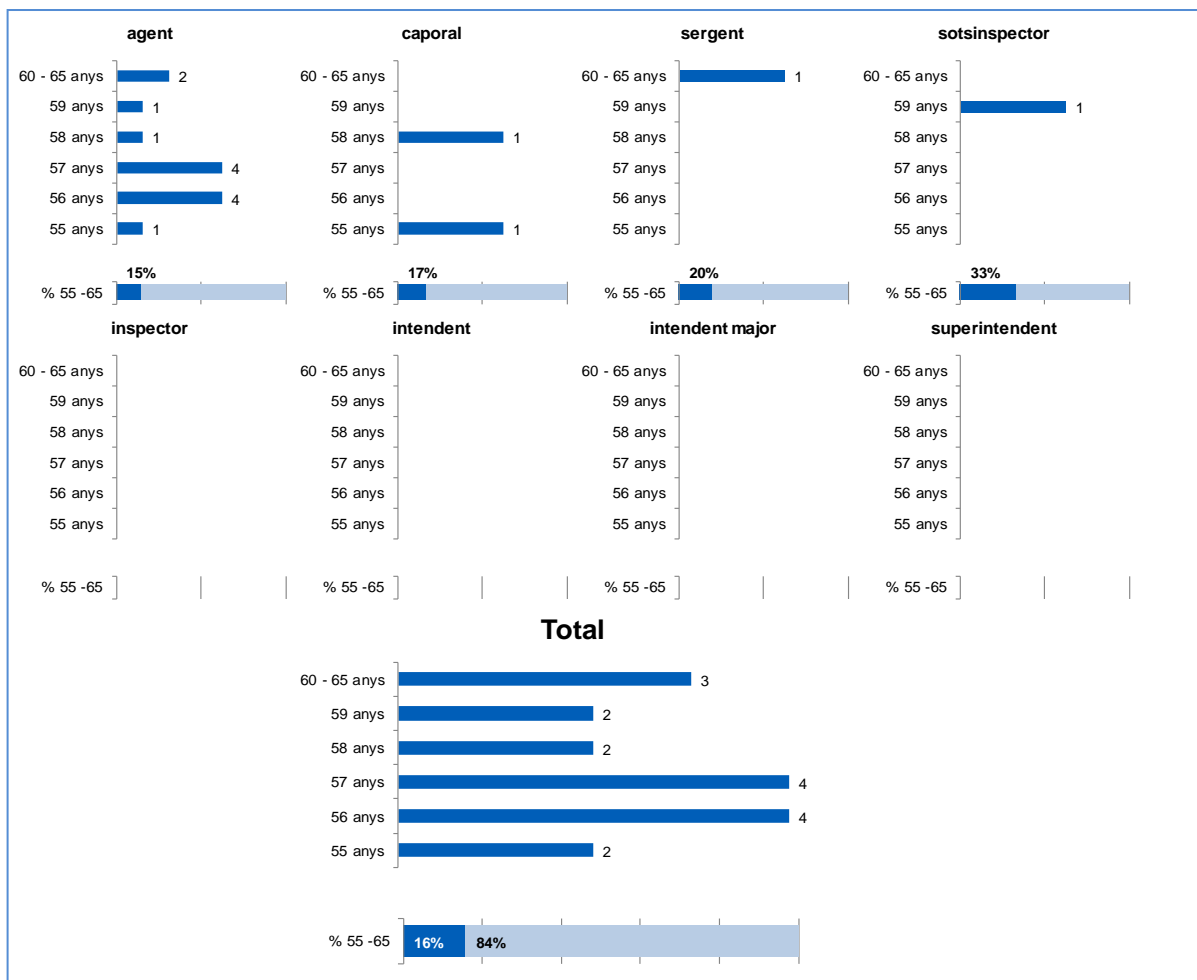 agent
60 - 65 anys 2
59 anys 1
58 anys 1
57 anys 4
56 anys 4
55 anys 1
15%
% 55 -65
caporal
60 - 65 anys
59 anys
58 anys 1
57 anys
56 anys
55 anys 1
17%
% 55 -65
sergent
60 - 65 anys 1
59 anys
58 anys
57 anys
56 anys
55 anys
20%
% 55 -65
sotsinspector
60 - 65 anys
59 anys 1
58 anys
57 anys
56 anys
55 anys
33%
% 55 -65
inspector
60 - 65 anys
59 anys
58 anys
57 anys
56 anys
55 anys
% 55 -65
intendent
60 - 65 anys
59 anys
58 anys
57 anys
56 anys
55 anys
% 55 -65
intendent major
60 - 65 anys
59 anys
58 anys
57 anys
56 anys
55 anys
% 55 -65
superintendent
60 - 65 anys
59 anys
58 anys
57 anys
56 anys
55 anys
% 55 -65
Total
60 - 65 anys 3
59 anys 2
58 anys 2
57 anys 4
56 anys 4
55 anys 2
% 55 -65 16% 84%